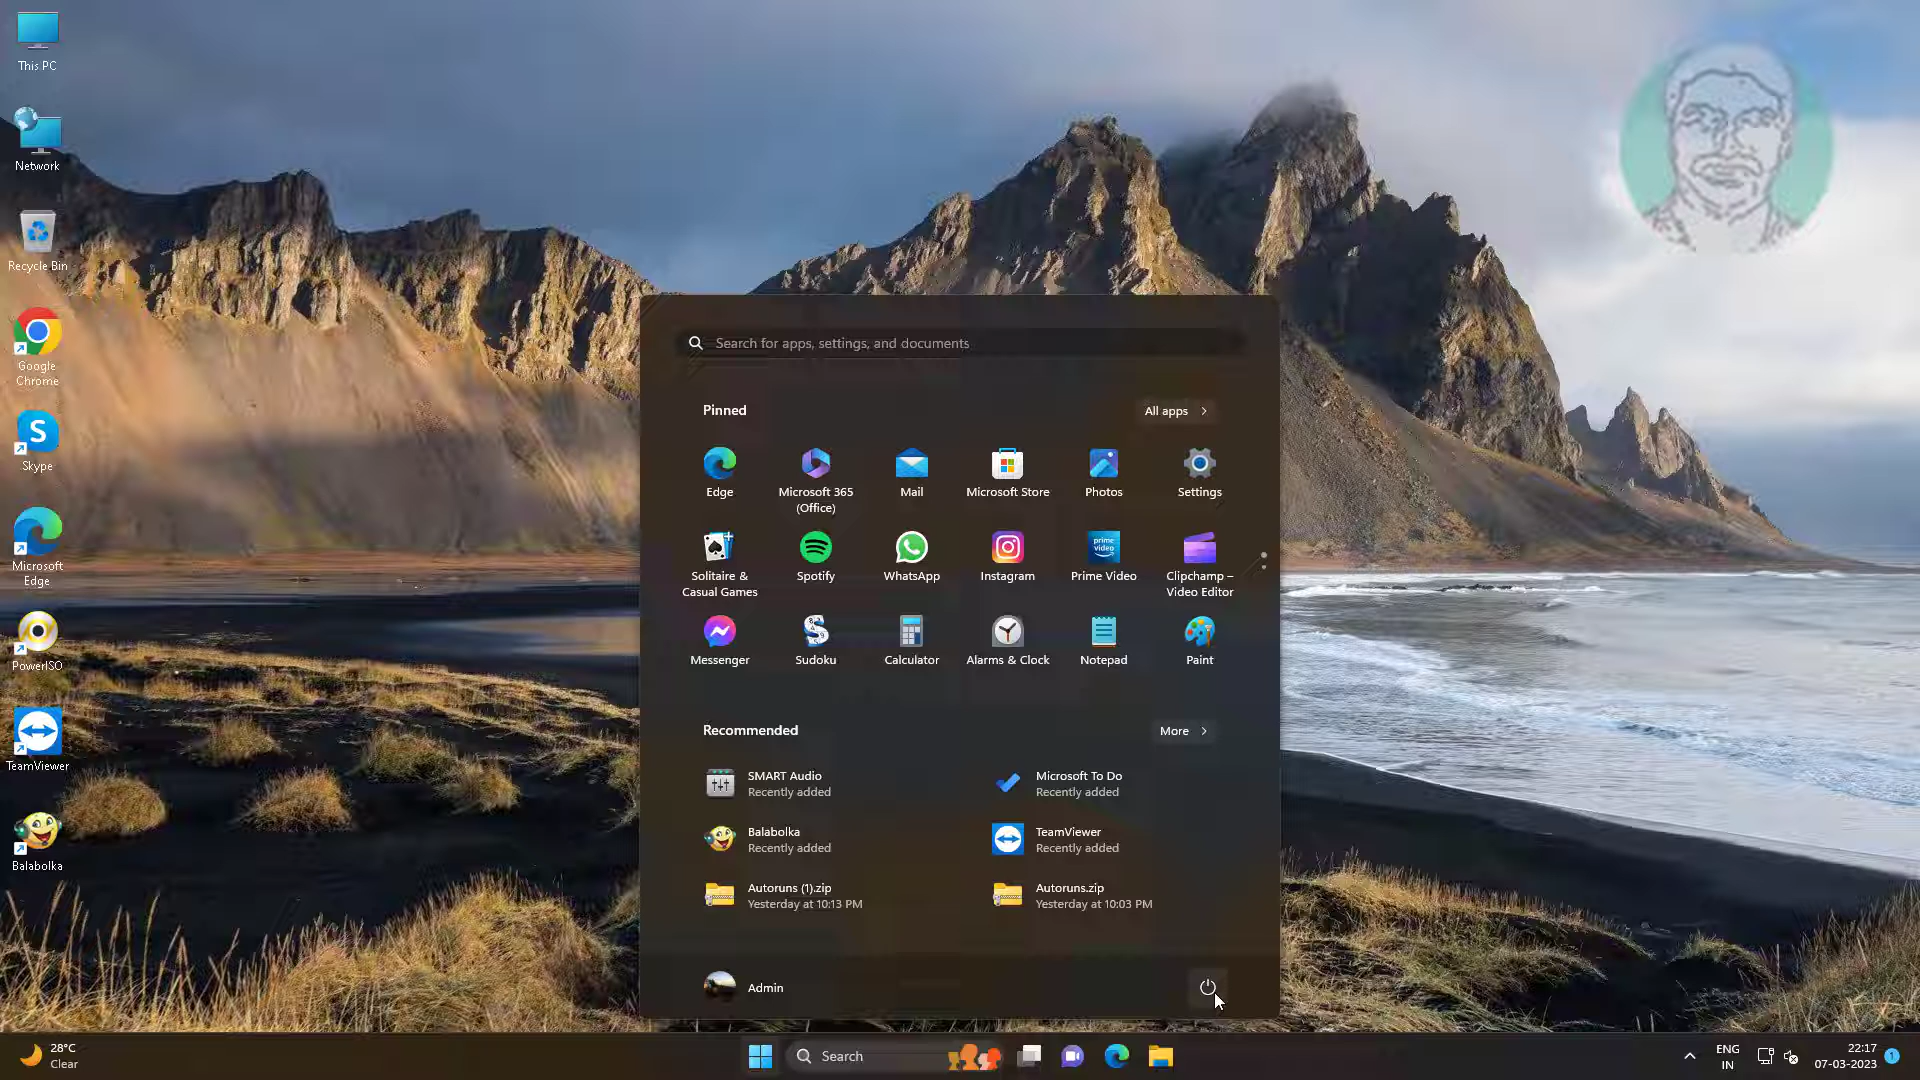 This PC
Network
Recycle Bin
Google
Chrome
Skype
Microsoft
Edge
PowerISO
TeamViewer
Balabolka
Search for apps, settings, and documents
Pinned
All apps
Edge
Microsoft 365
(Office)
Mail
Microsoft Store
Photos
Settings
Solitaire &
Casual Games
Spotify
WhatsApp
Instagram
prime
video
Prime Video
Clipchamp –
Video Editor
Messenger
Sudoku
Calculator
Alarms & Clock
Notepad
Paint
Recommended
More
SMART Audio
Recently added
Microsoft To Do
Recently added
Balabolka
Recently added
TeamViewer
Recently added
Autoruns (1).zip
Yesterday at 10:13 PM
Autoruns.zip
Yesterday at 10:03 PM
Admin
28°C
Clear
Search
ENG
IN
22:17
07-03-2023
1